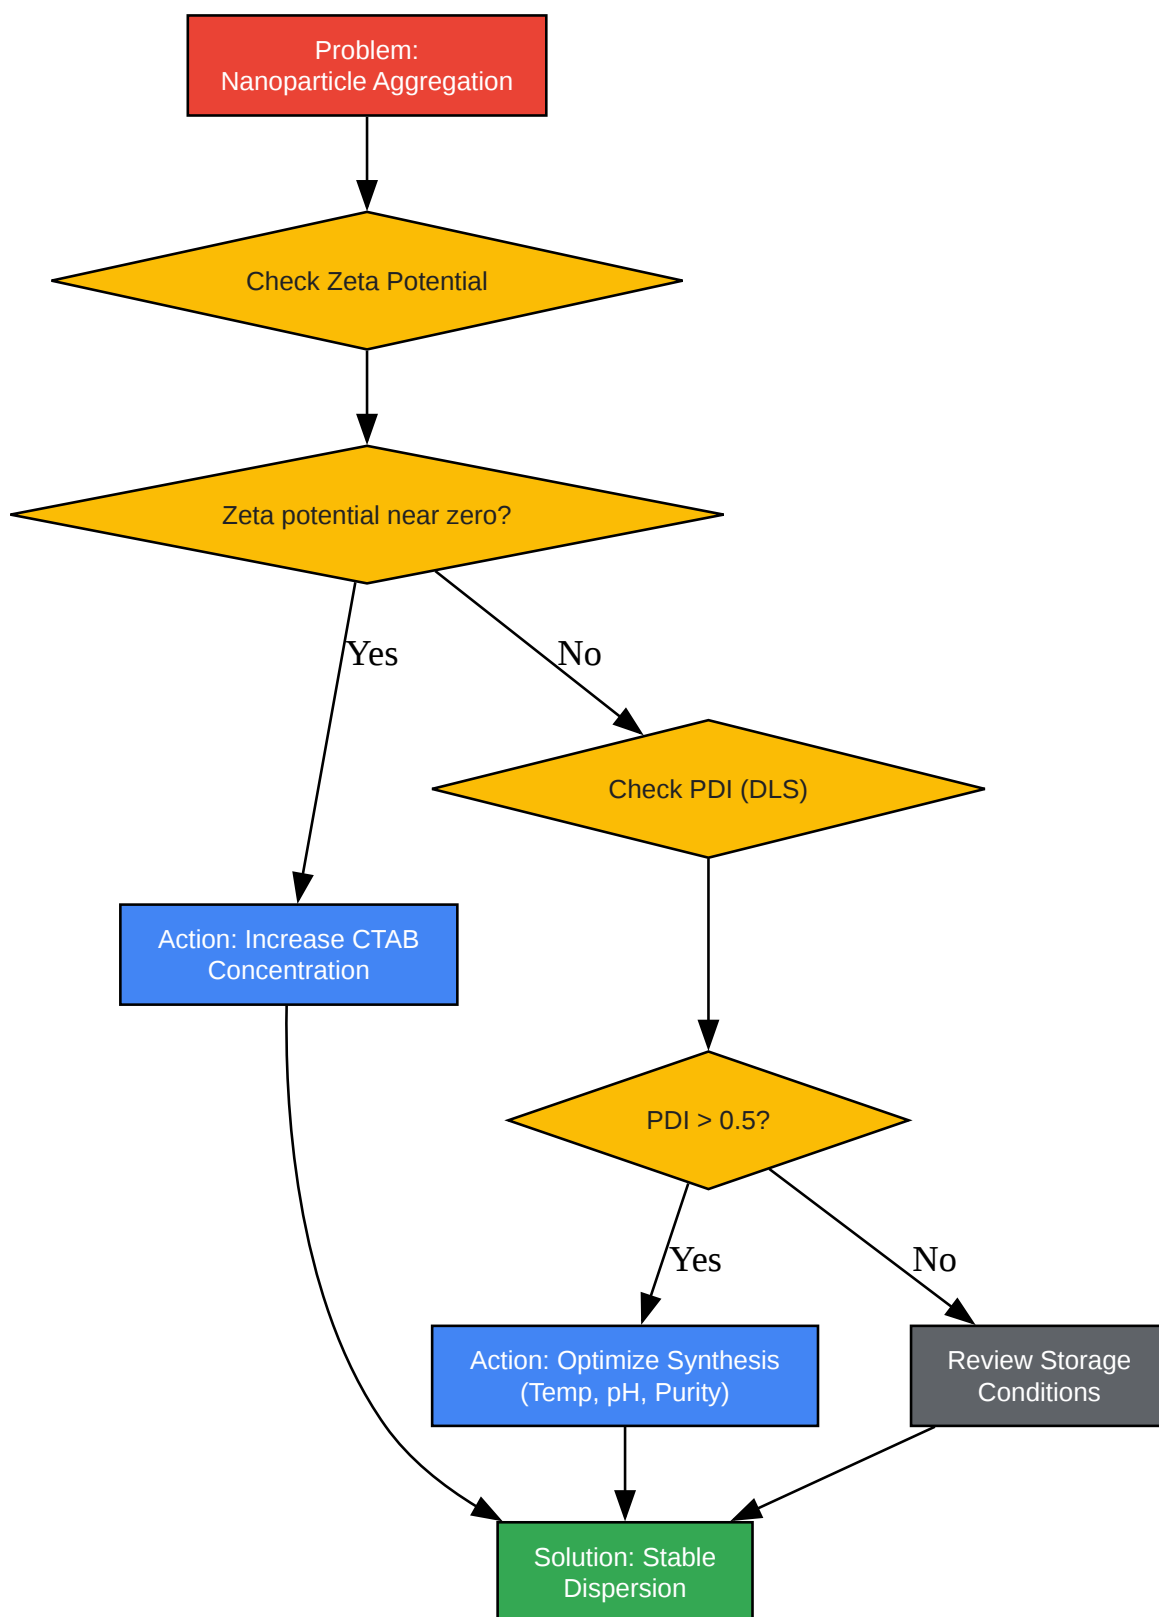 Problem:
Nanoparticle Aggregation
Check Zeta Potential
Zeta potential near zero?
Yes
No
Check PDI (DLS)
Action: Increase CTAB
Concentration
PDI > 0.5?
Yes
No
Action: Optimize Synthesis
(Temp, pH, Purity)
Review Storage
Conditions
Solution: Stable
Dispersion